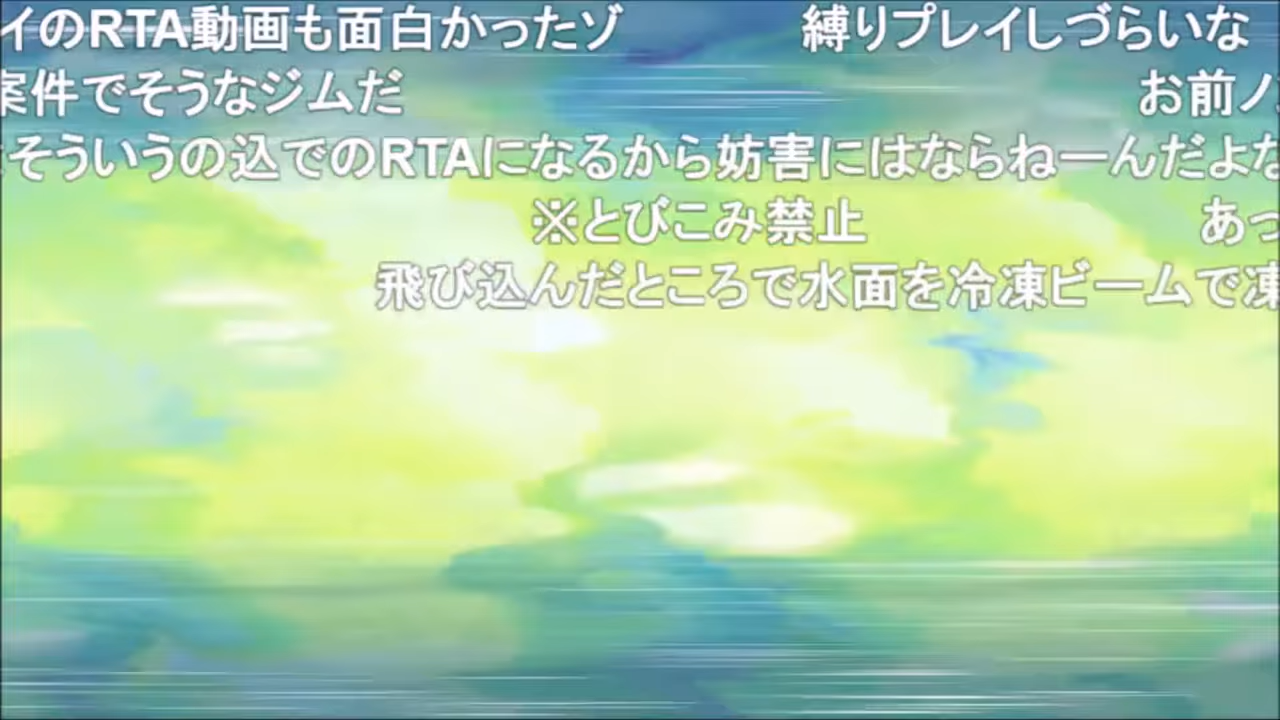 イのRTA動画も面白かったゾ 縛りプレイしづらいな
案件でそうなジムだ お前ノ
そういうの込でのRTAになるから妨害にはならねーんだよな
※とびこみ禁止 あっ
飛び込んだところで水面を冷凍ビームで凍